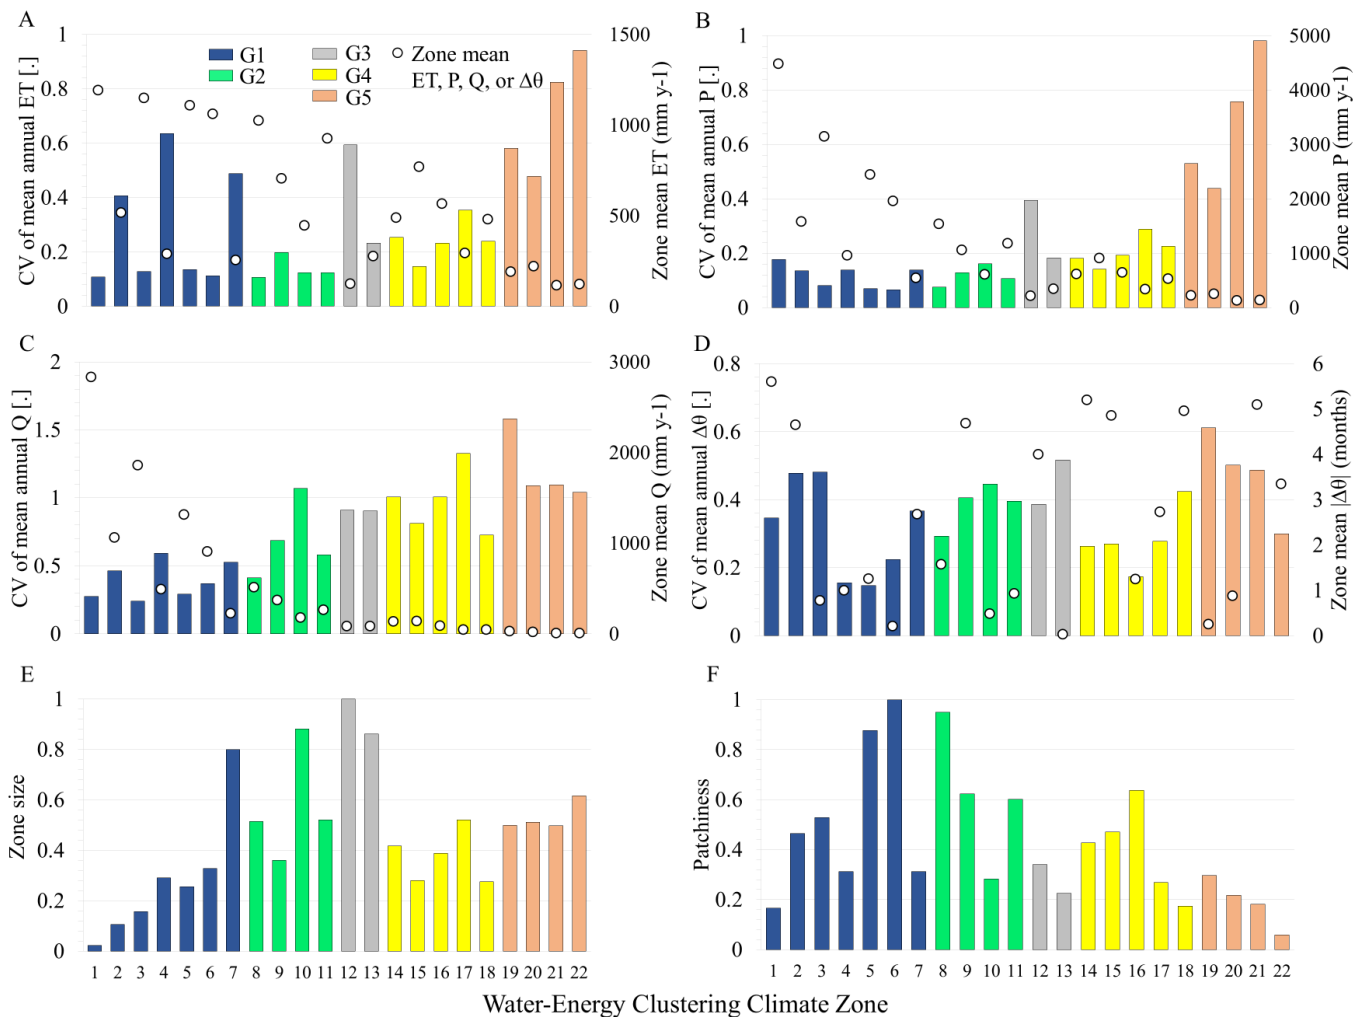 A
CV of mean annual ET [.]
1
0.8
0.6
0.4
0.2
0
G1
G2
G3
G4
G5
Zone mean
ET, P, Q, or Δθ
1500
1000
500
0
Zone mean ET (mm y-1)
B
CV of mean annual P [.]
1
0.8
0.6
0.4
0.2
0
5000
4000
3000
2000
1000
0
Zone mean P (mm y-1)
C
CV of mean annual Q [.]
2
1.5
1
0.5
0
3000
2000
1000
0
Zone mean Q (mm y-1)
D
CV of mean annual Δθ [.]
0.8
0.6
0.4
0.2
0
6
5
4
3
2
1
0
Zone mean |Δθ| (months)
E
Zone size
1
0.8
0.6
0.4
0.2
0
1 2 3 4 5 6 7 8 9 10 11 12 13 14 15 16 17 18 19 20 21 22
F
Patchiness
1
0.8
0.6
0.4
0.2
0
1 2 3 4 5 6 7 8 9 10 11 12 13 14 15 16 17 18 19 20 21 22
Water-Energy Clustering Climate Zone